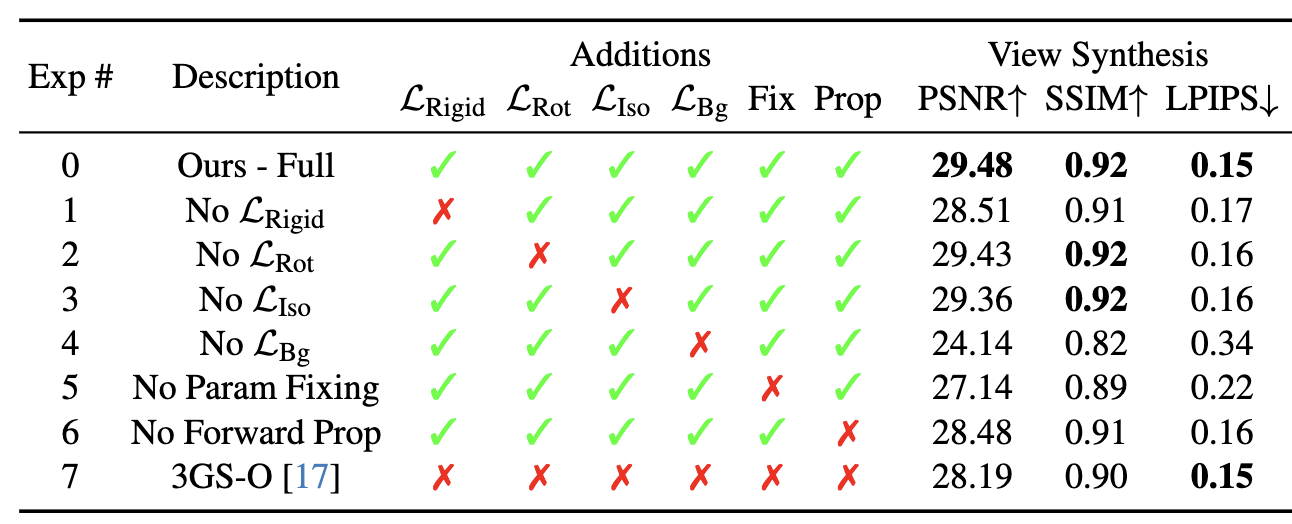 Additions View Synthesis
Exp # Description
ℒRigid ℒRot ℒIso ℒBg Fix Prop PSNR↑ SSIM↑ LPIPS↓
0 Ours - Full ✓ ✓ ✓ ✓ ✓ ✓ 29.48 0.92 0.15
1 No ℒRigid ✗ ✓ ✓ ✓ ✓ ✓ 28.51 0.91 0.17
2 No ℒRot ✓ ✗ ✓ ✓ ✓ ✓ 29.43 0.92 0.16
3 No ℒIso ✓ ✓ ✗ ✓ ✓ ✓ 29.36 0.92 0.16
4 No ℒBg ✓ ✓ ✓ ✗ ✓ ✓ 24.14 0.82 0.34
5 No Param Fixing ✓ ✓ ✓ ✓ ✗ ✓ 27.14 0.89 0.22
6 No Forward Prop ✓ ✓ ✓ ✓ ✓ ✗ 28.48 0.91 0.16
7 3GS-O [17] ✗ ✗ ✗ ✗ ✗ ✗ 28.19 0.90 0.15